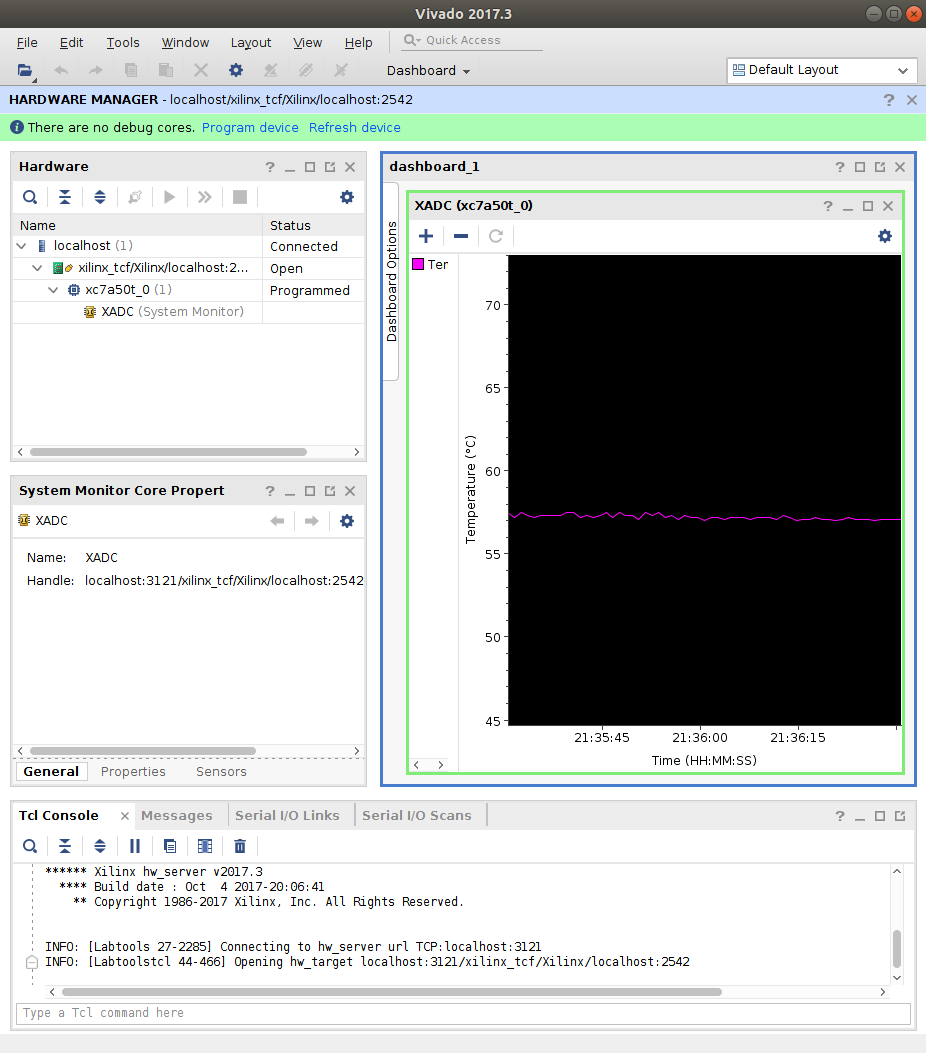 Vivado 2017.3
File Edit Tools Window Layout View Help Quick Access
Dashboard Default Layout
HARDWARE MANAGER - localhost/xilinx_tcf/Xilinx/localhost:2542
There are no debug cores. Program device Refresh device
Hardware
Name Status
localhost (1) Connected
xilinx_tcf/Xilinx/localhost:2... Open
xc7a50t_0 (1) Programmed
XADC (System Monitor)
System Monitor Core Propert
XADC
Name: XADC
Handle: localhost:3121/xilinx_tcf/Xilinx/localhost:2542
General Properties Sensors
dashboard_1
Dashboard Options
XADC (xc7a50t_0)
Ter
Temperature (°C)
70
65
60
55
50
45
21:35:45 21:36:00 21:36:15
Time (HH:MM:SS)
Tcl Console Messages Serial I/O Links Serial I/O Scans
****** Xilinx hw_server v2017.3
**** Build date : Oct  4 2017-20:06:41
** Copyright 1986-2017 Xilinx, Inc. All Rights Reserved.
INFO: [Labtools 27-2285] Connecting to hw_server url TCP:localhost:3121
INFO: [Labtoolstcl 44-466] Opening hw_target localhost:3121/xilinx_tcf/Xilinx/localhost:2542
Type a Tcl command here